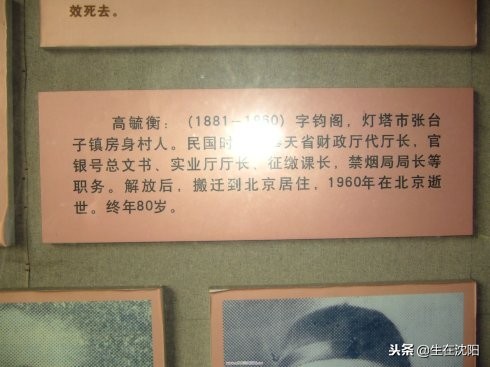 效死去。
高毓衡：（1881－1960）字钧阁，灯塔市张台
子镇房身村人。民国时 天省财政厅代厅长，官
银号总文书、实业厅厅长、征缴课长，禁烟局局长等
职务。解放后，搬迁到北京居住，1960年在北京逝
世。终年80岁。
头条 @生在沈阳